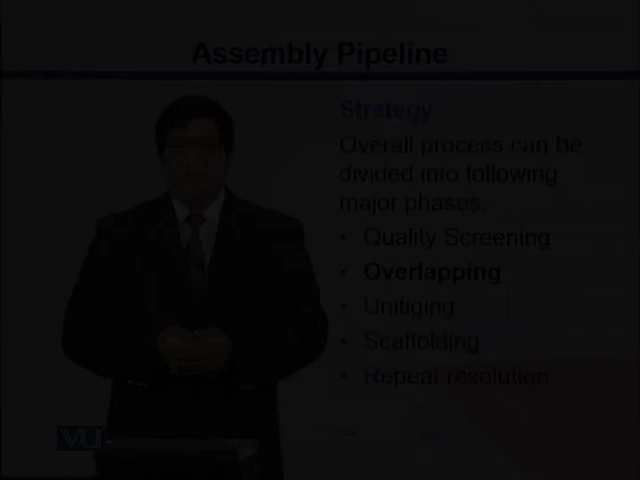 Assembly Pipeline
Strategy
Overall process can be
divided into following
major phases:
• Quality Screening
• Overlapping
• Unitiging
• Scaffolding
• Repeat resolution
VU